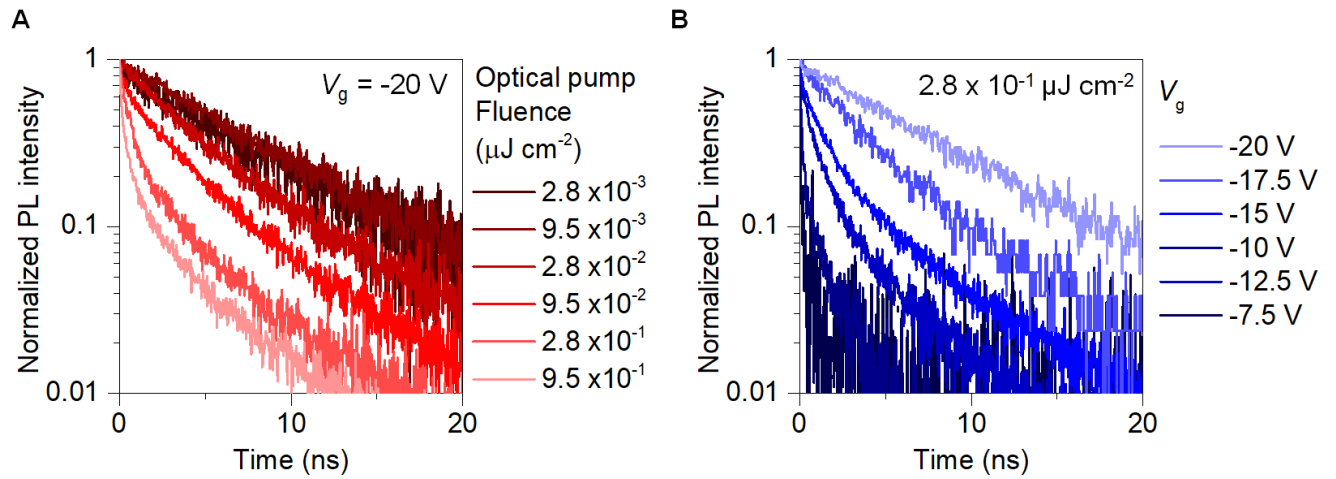 A
Normalized PL intensity
1
0.1
0.01
0
10
20
Time (ns)
Vg = -20 V
Optical pump
Fluence
(μJ cm-2)
2.8 x10-3
9.5 x10-3
2.8 x10-2
9.5 x10-2
2.8 x10-1
9.5 x10-1
B
Normalized PL intensity
1
0.1
0.01
0
10
20
Time (ns)
2.8 x 10-1 μJ cm-2
Vg
-20 V
-17.5 V
-15 V
-10 V
-12.5 V
-7.5 V